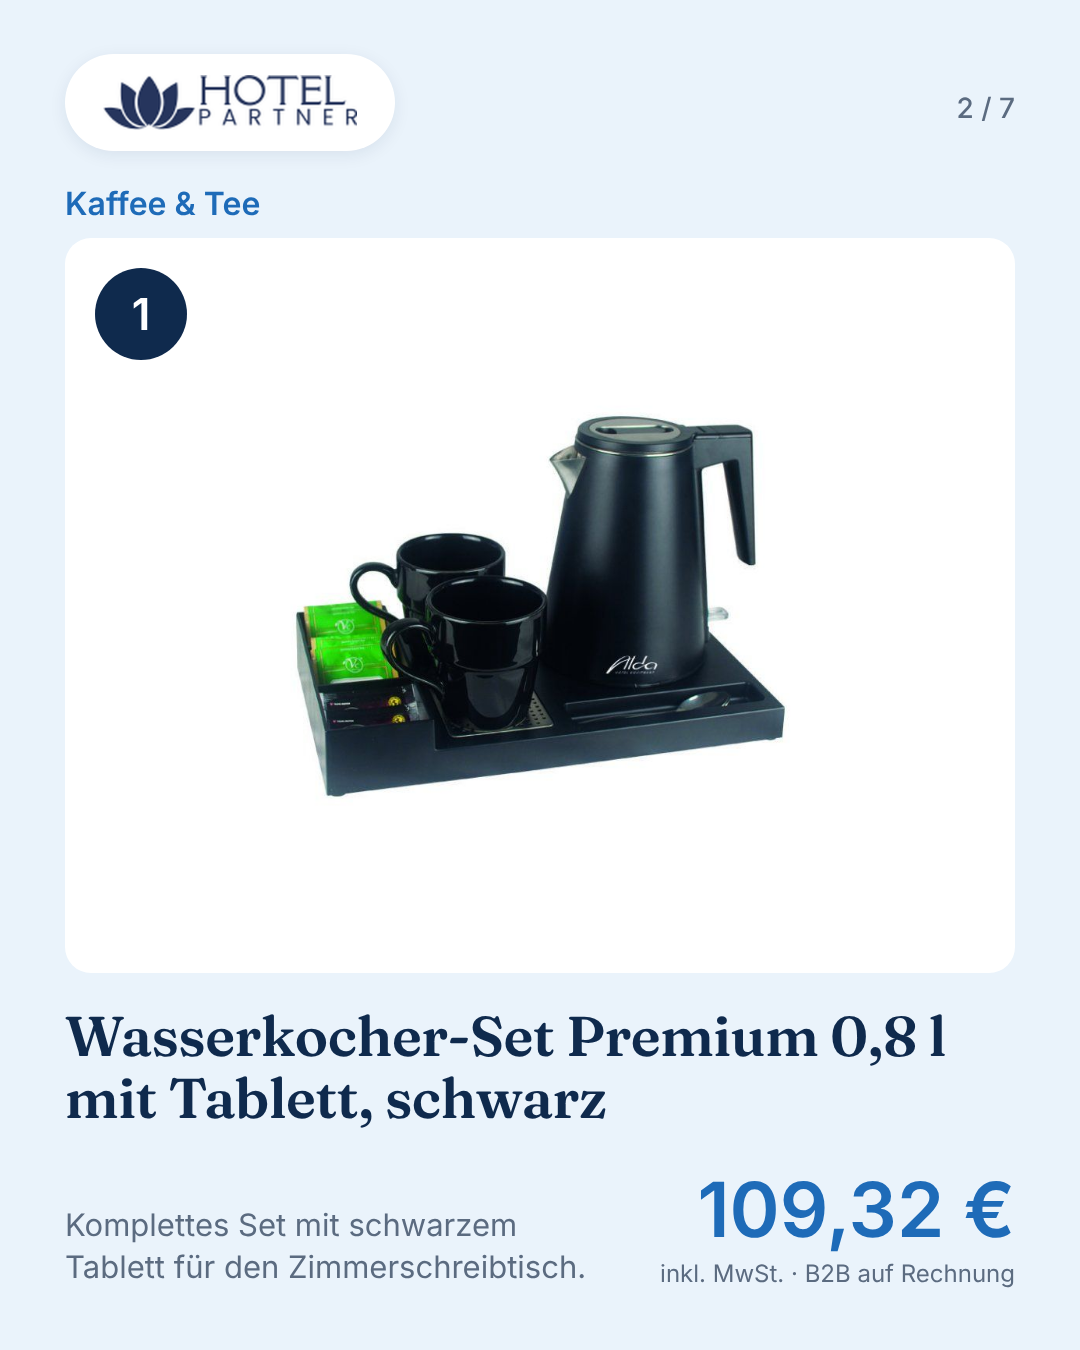 HOTEL
PARTNER
2 / 7
Kaffee & Tee
1
Alda
Wasserkocher-Set Premium 0,8 l
mit Tablett, schwarz
109,32 €
Komplettes Set mit schwarzem
Tablett für den Zimmerschreibtisch.
inkl. MwSt. · B2B auf Rechnung